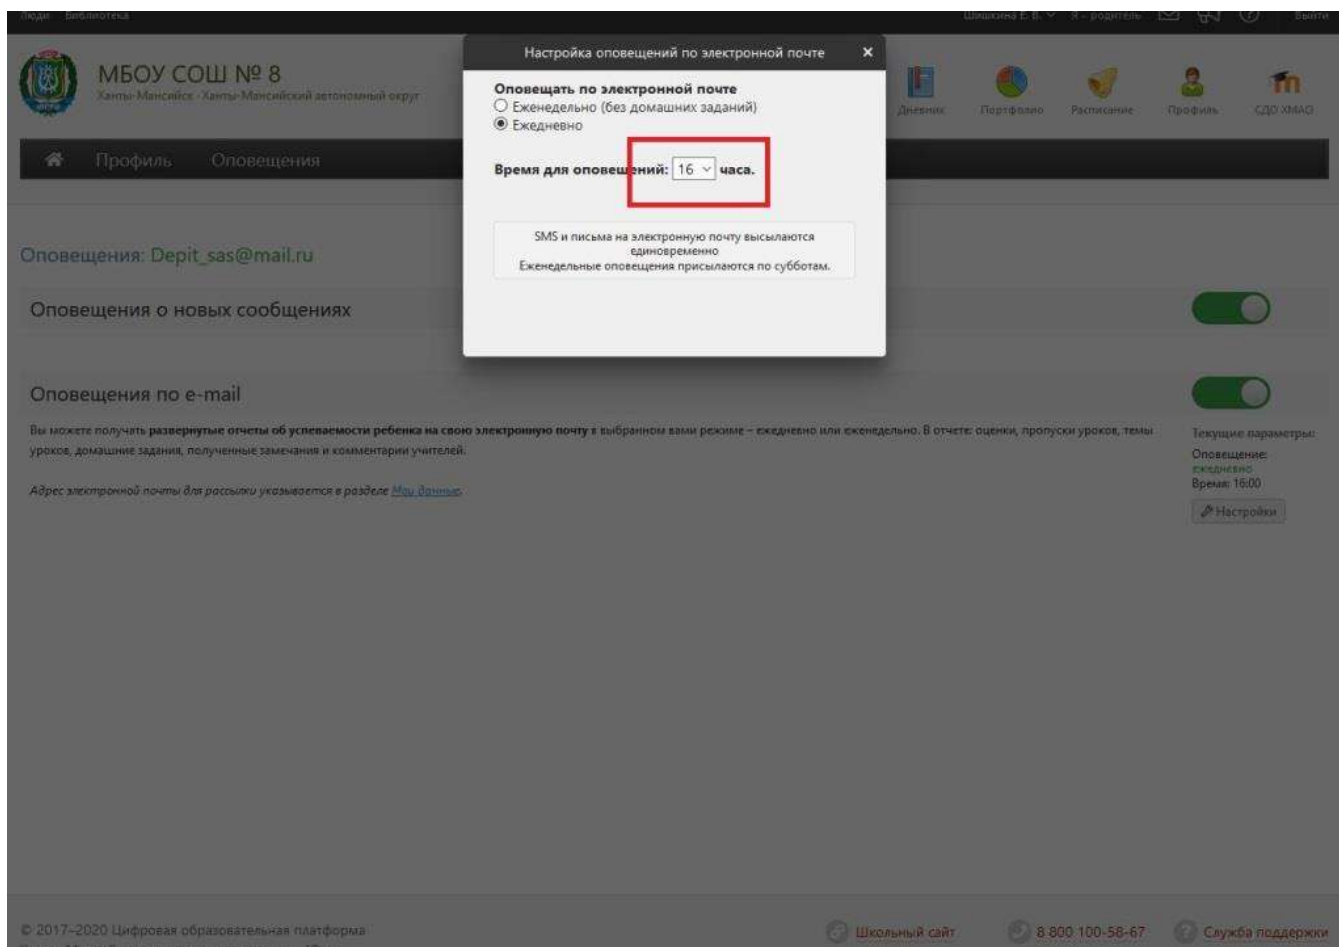 Люди Библиотека
Шишкина Е. В. Я - родитель Выйти
МБОУ СОШ № 8
Ханты-Мансийск · Ханты-Мансийский автономный округ
Дневник Портфолио Расписание Профиль СДО ХМАО
Профиль Оповещения
Настройка оповещений по электронной почте ×
Оповещать по электронной почте
Еженедельно (без домашних заданий)
Ежедневно
Время для оповещений: 16 часа.
SMS и письма на электронную почту высылаются
единовременно
Еженедельные оповещения присылаются по субботам.
Оповещения: Depit_sas@mail.ru
Оповещения о новых сообщениях
Оповещения по e-mail
Вы можете получать развернутые отчеты об успеваемости ребенка на свою электронную почту в выбранном вами режиме – ежедневно или еженедельно. В отчете: оценки, пропуски уроков, темы
уроков, домашние задания, полученные замечания и комментарии учителей.
Адрес электронной почты для рассылки указывается в разделе Мои данные.
Текущие параметры:
Оповещение:
ежедневно
Время: 16:00
Настройки
© 2017–2020 Цифровая образовательная платформа
Школьный сайт 8 800 100-58-67 Служба поддержки